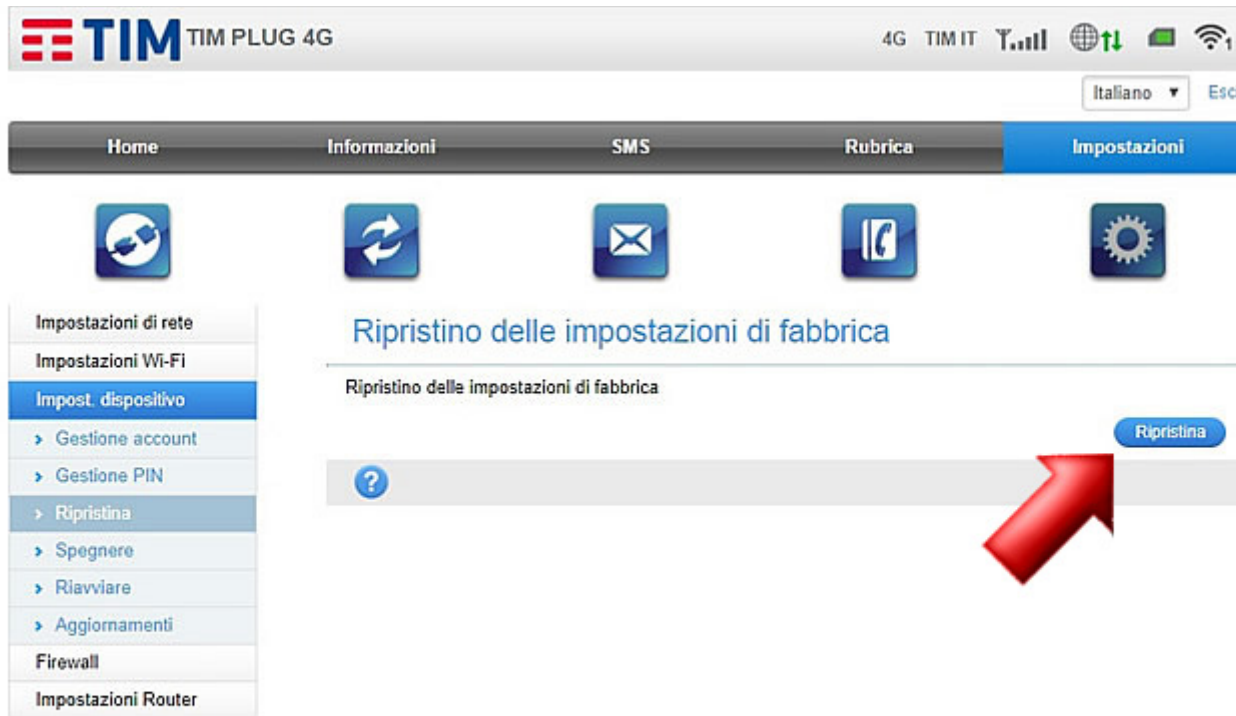 TIM TIM PLUG 4G 4G TIM IT 1
Italiano Esc
Home Informazioni SMS Rubrica Impostazioni
Impostazioni di rete
Ripristino delle impostazioni di fabbrica
Impostazioni Wi-Fi
Ripristino delle impostazioni di fabbrica
Impost. dispositivo
Ripristina
Gestione account
Gestione PIN
?
Ripristina
Spegnere
Riavviare
Aggiornamenti
Firewall
Impostazioni Router